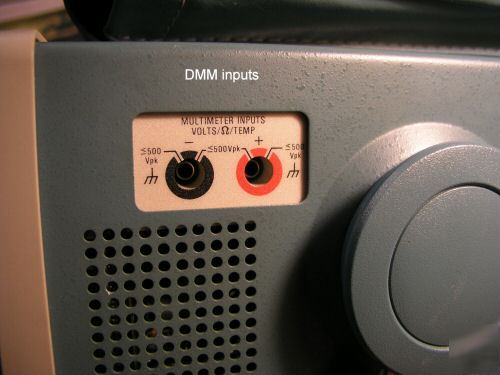 DMM inputs
MULTIMETER INPUTS
VOLTS/Ω/TEMP
− +
≤500 Vpk
≤500Vpk
≤500 Vpk